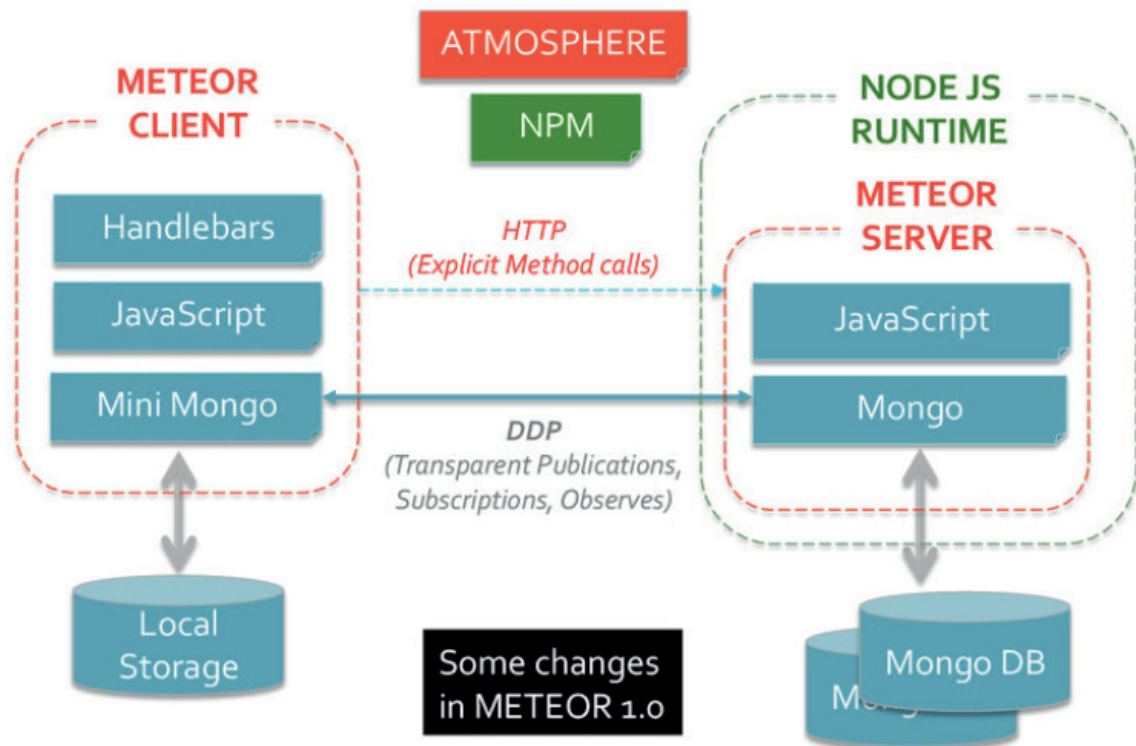 ATMOSPHERE
NPM
METEOR
CLIENT
Handlebars
JavaScript
Mini Mongo
Local
Storage
HTTP
(Explicit Method calls)
DDP
(Transparent Publications,
Subscriptions, Observes)
NODE JS
RUNTIME
METEOR
SERVER
JavaScript
Mongo
Mongo DB
Some changes
in METEOR 1.0